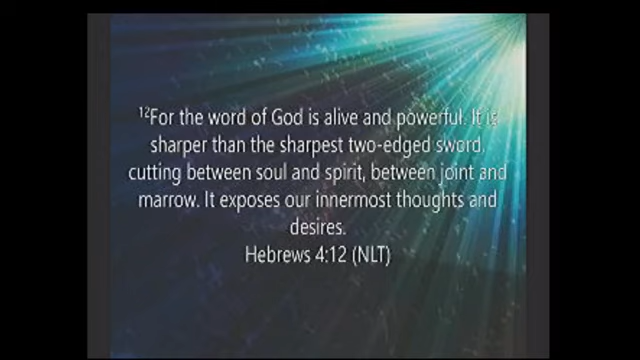 ¹²For the word of God is alive and powerful. It is
sharper than the sharpest two-edged sword,
cutting between soul and spirit, between joint and
marrow. It exposes our innermost thoughts and
desires.
Hebrews 4:12 (NLT)